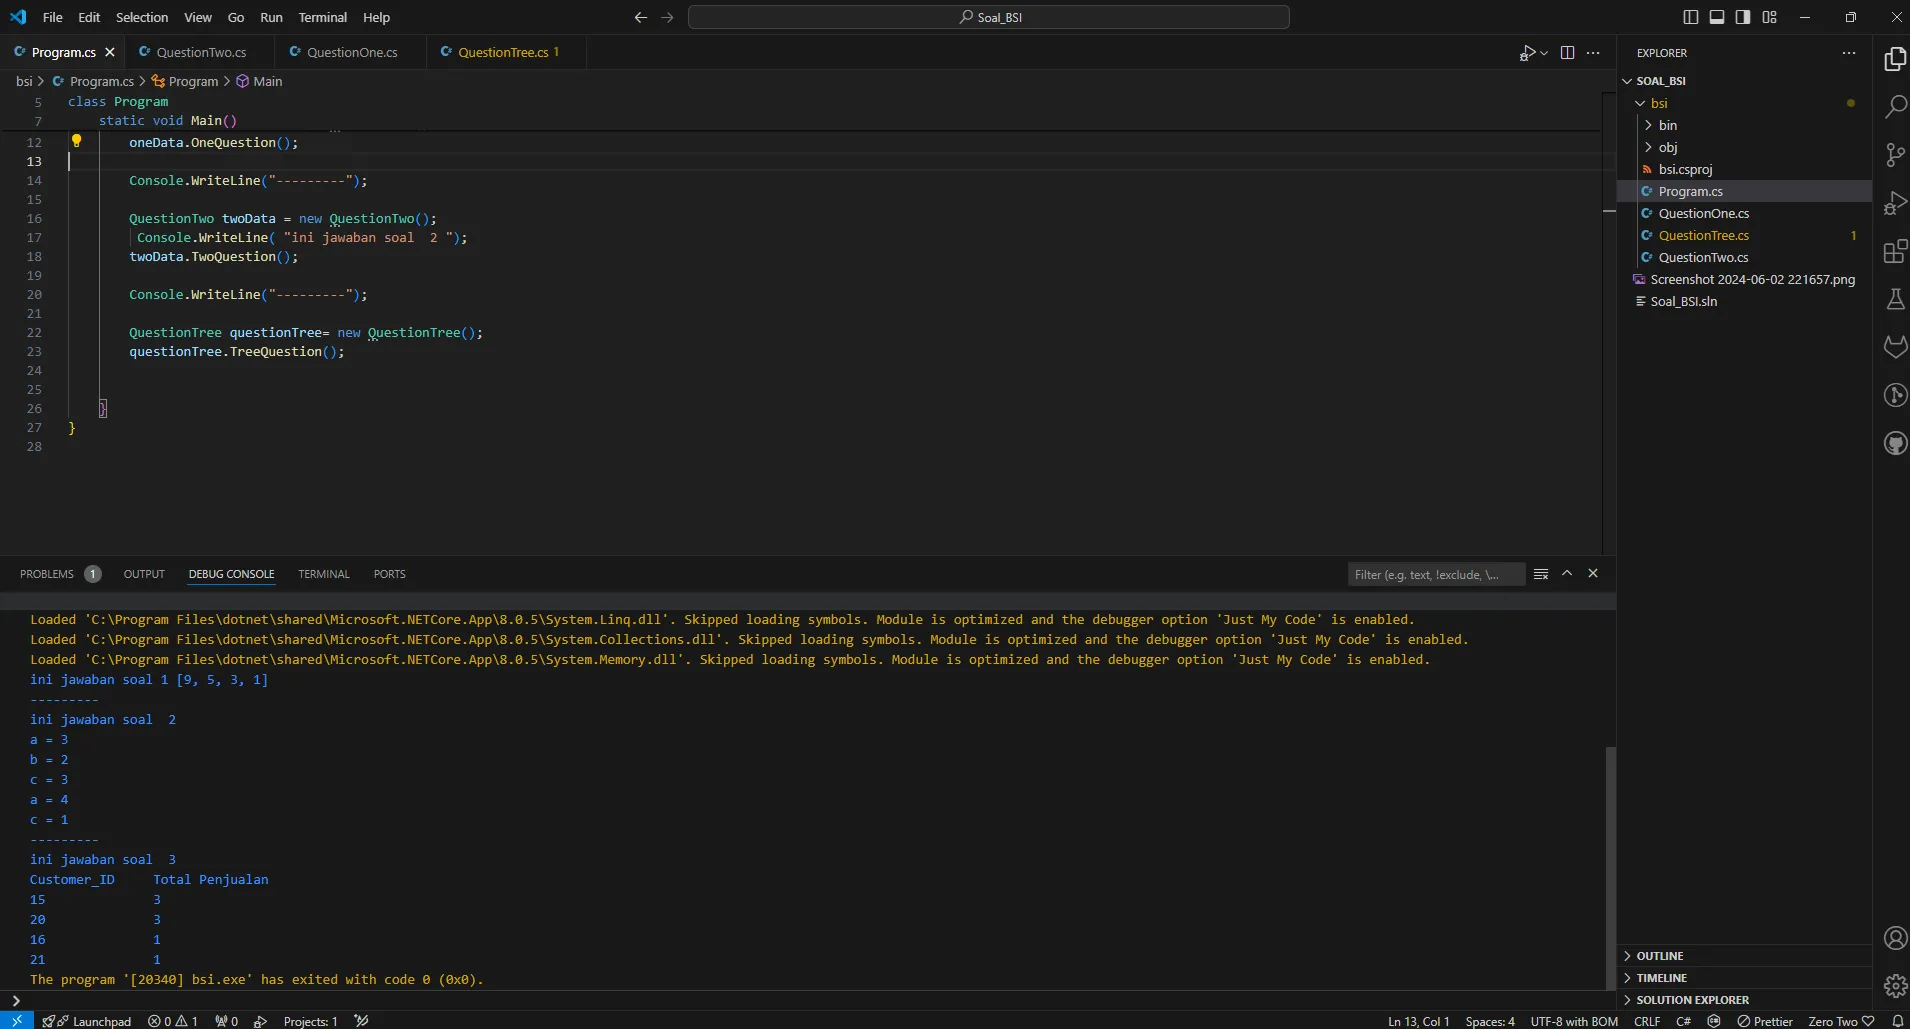 File Edit Selection View Go Run Terminal Help
Soal_BSI
Program.cs QuestionTwo.cs QuestionOne.cs QuestionTree.cs 1
bsi > Program.cs > Program > Main
5 class Program
7 static void Main()
12 oneData.OneQuestion();
13
14 Console.WriteLine("---------");
15
16 QuestionTwo twoData = new QuestionTwo();
17 Console.WriteLine( "ini jawaban soal  2 ");
18 twoData.TwoQuestion();
19
20 Console.WriteLine("---------");
21
22 QuestionTree questionTree= new QuestionTree();
23 questionTree.TreeQuestion();
24
25
26 }
27 }
28
EXPLORER
SOAL_BSI
bsi
bin
obj
bsi.csproj
Program.cs
QuestionOne.cs
QuestionTree.cs 1
QuestionTwo.cs
Screenshot 2024-06-02 221657.png
Soal_BSI.sln
PROBLEMS 1 OUTPUT DEBUG CONSOLE TERMINAL PORTS
Filter (e.g. text, !exclude, \...
Loaded 'C:\Program Files\dotnet\shared\Microsoft.NETCore.App\8.0.5\System.Linq.dll'. Skipped loading symbols. Module is optimized and the debugger option 'Just My Code' is enabled.
Loaded 'C:\Program Files\dotnet\shared\Microsoft.NETCore.App\8.0.5\System.Collections.dll'. Skipped loading symbols. Module is optimized and the debugger option 'Just My Code' is enabled.
Loaded 'C:\Program Files\dotnet\shared\Microsoft.NETCore.App\8.0.5\System.Memory.dll'. Skipped loading symbols. Module is optimized and the debugger option 'Just My Code' is enabled.
ini jawaban soal 1 [9, 5, 3, 1]
---------
ini jawaban soal  2
a = 3
b = 2
c = 3
a = 4
c = 1
---------
ini jawaban soal  3
Customer_ID     Total Penjualan
15              3
20              3
16              1
21              1
The program '[20340] bsi.exe' has exited with code 0 (0x0).
>
OUTLINE
TIMELINE
SOLUTION EXPLORER
Launchpad 0 1 0 Projects: 1 Ln 13, Col 1 Spaces: 4 UTF-8 with BOM CRLF C# Prettier Zero Two ♡